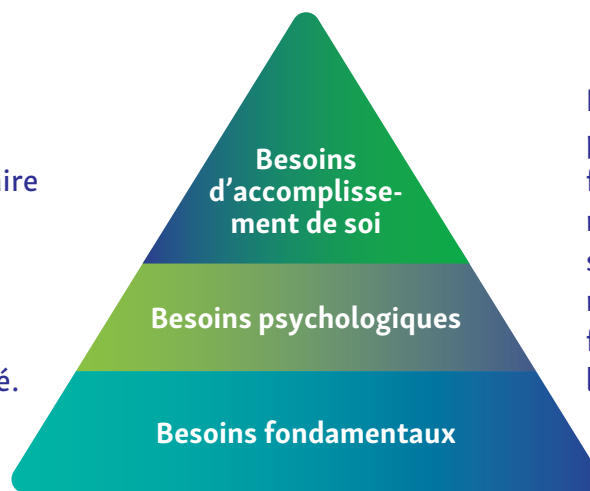 Besoins
d'accomplisse-
ment de soi
Besoins psychologiques
Besoins fondamentaux